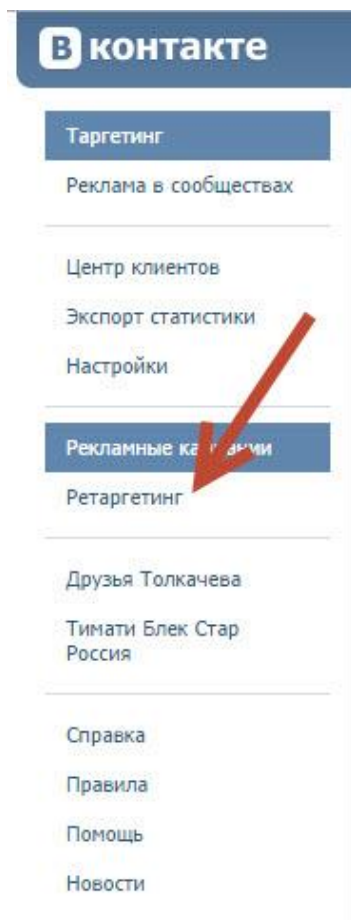 В контакте
Таргетинг
Реклама в сообществах
Центр клиентов
Экспорт статистики
Настройки
Рекламные кампании
Ретаргетинг
Друзья Толкачева
Тимати Блек Стар
Россия
Справка
Правила
Помощь
Новости